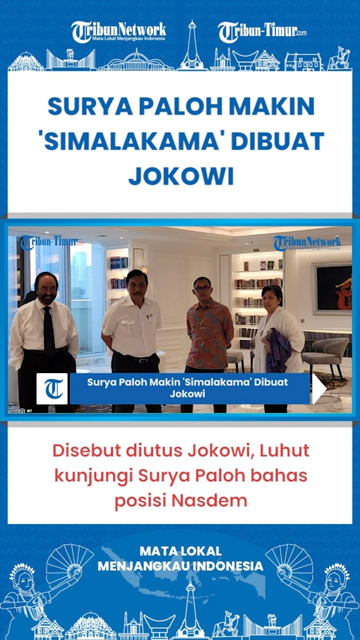 TribunNetwork
Mata Lokal Menjangkau Indonesia
Tribun-Timur.com
SURYA PALOH MAKIN
'SIMALAKAMA' DIBUAT
JOKOWI
Tribun-Timur.com
TribunNetwork
Surya Paloh Makin 'Simalakama' Dibuat
Jokowi
Disebut diutus Jokowi, Luhut
kunjungi Surya Paloh bahas
posisi Nasdem
MATA LOKAL
MENJANGKAU INDONESIA